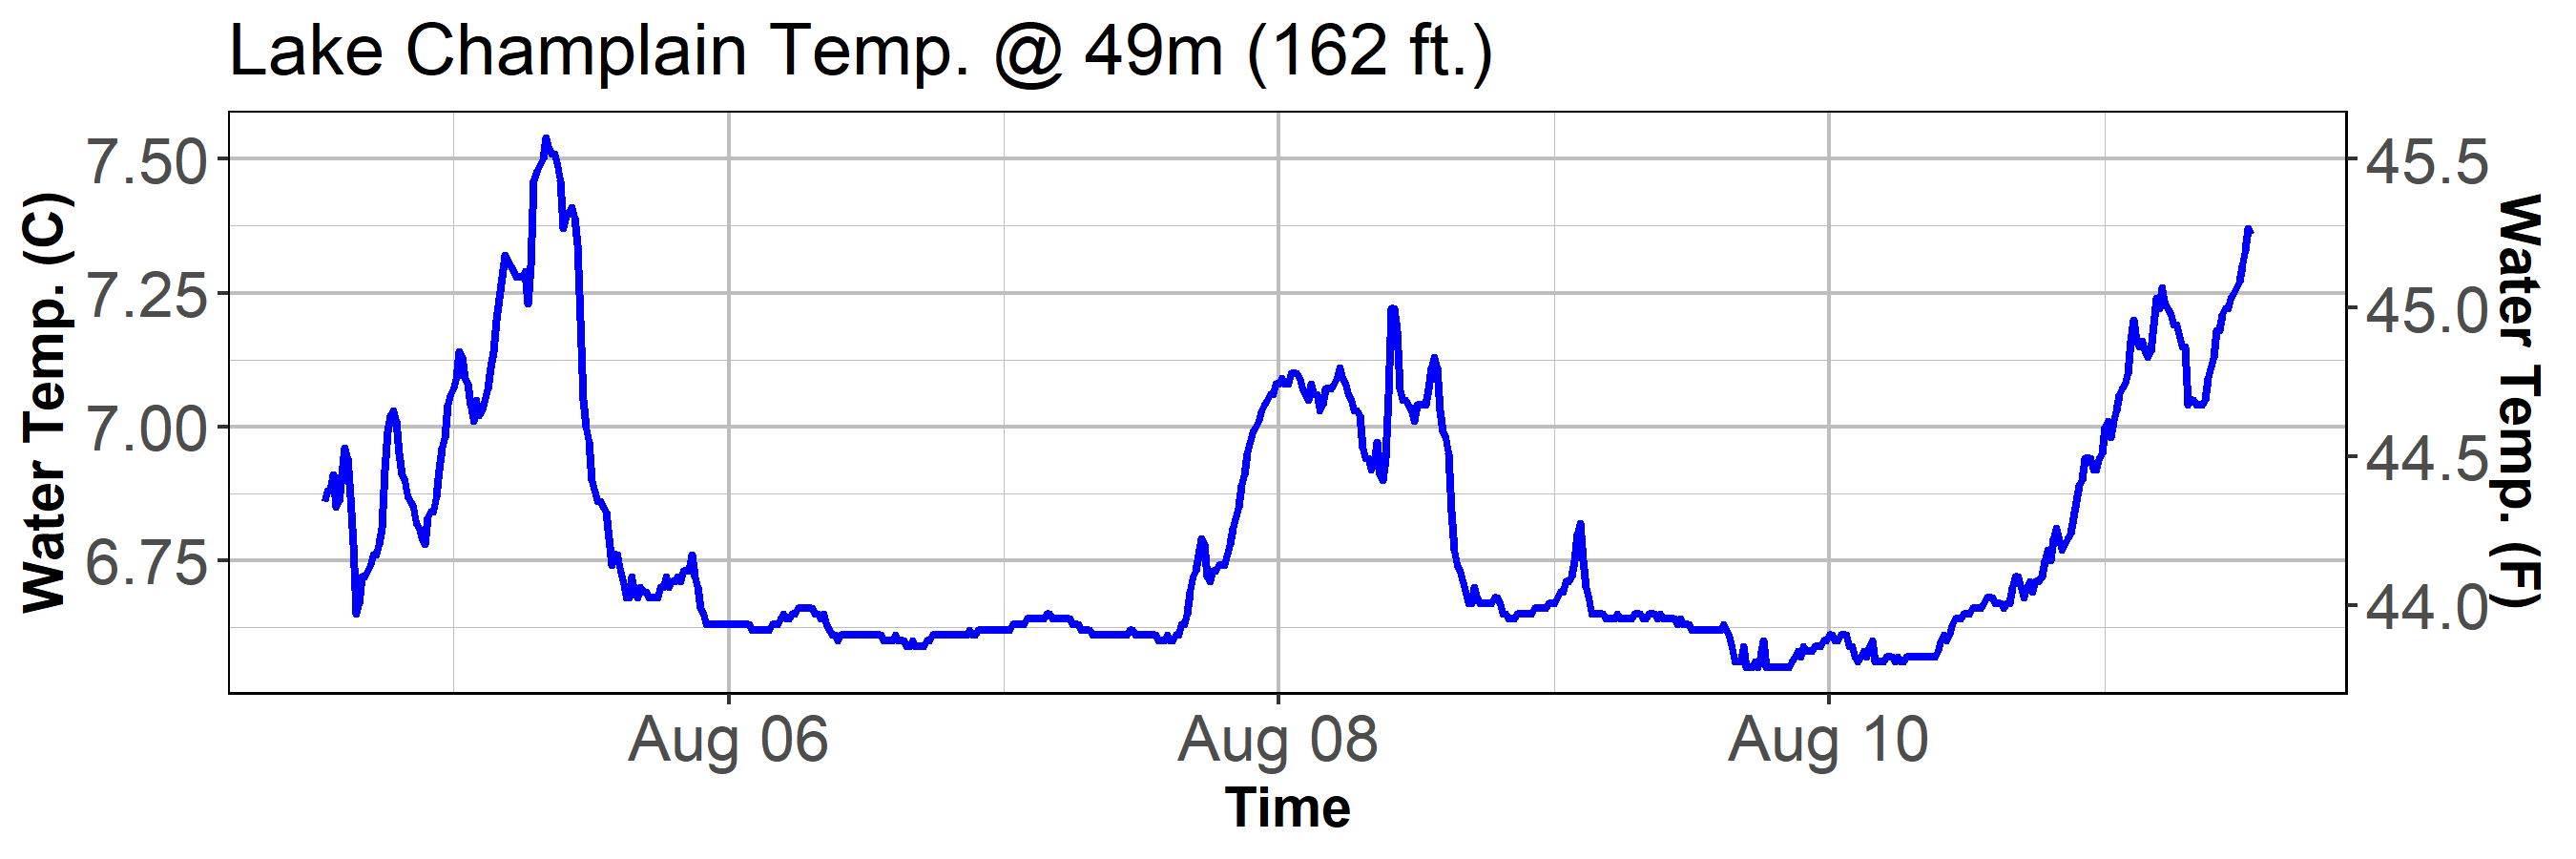 Lake Champlain Temp. @ 49m (162 ft.)
Water Temp. (C)
7.50
7.25
7.00
6.75
45.5
45.0
44.5
44.0
Water Temp. (F)
Aug 06 Aug 08 Aug 10
Time